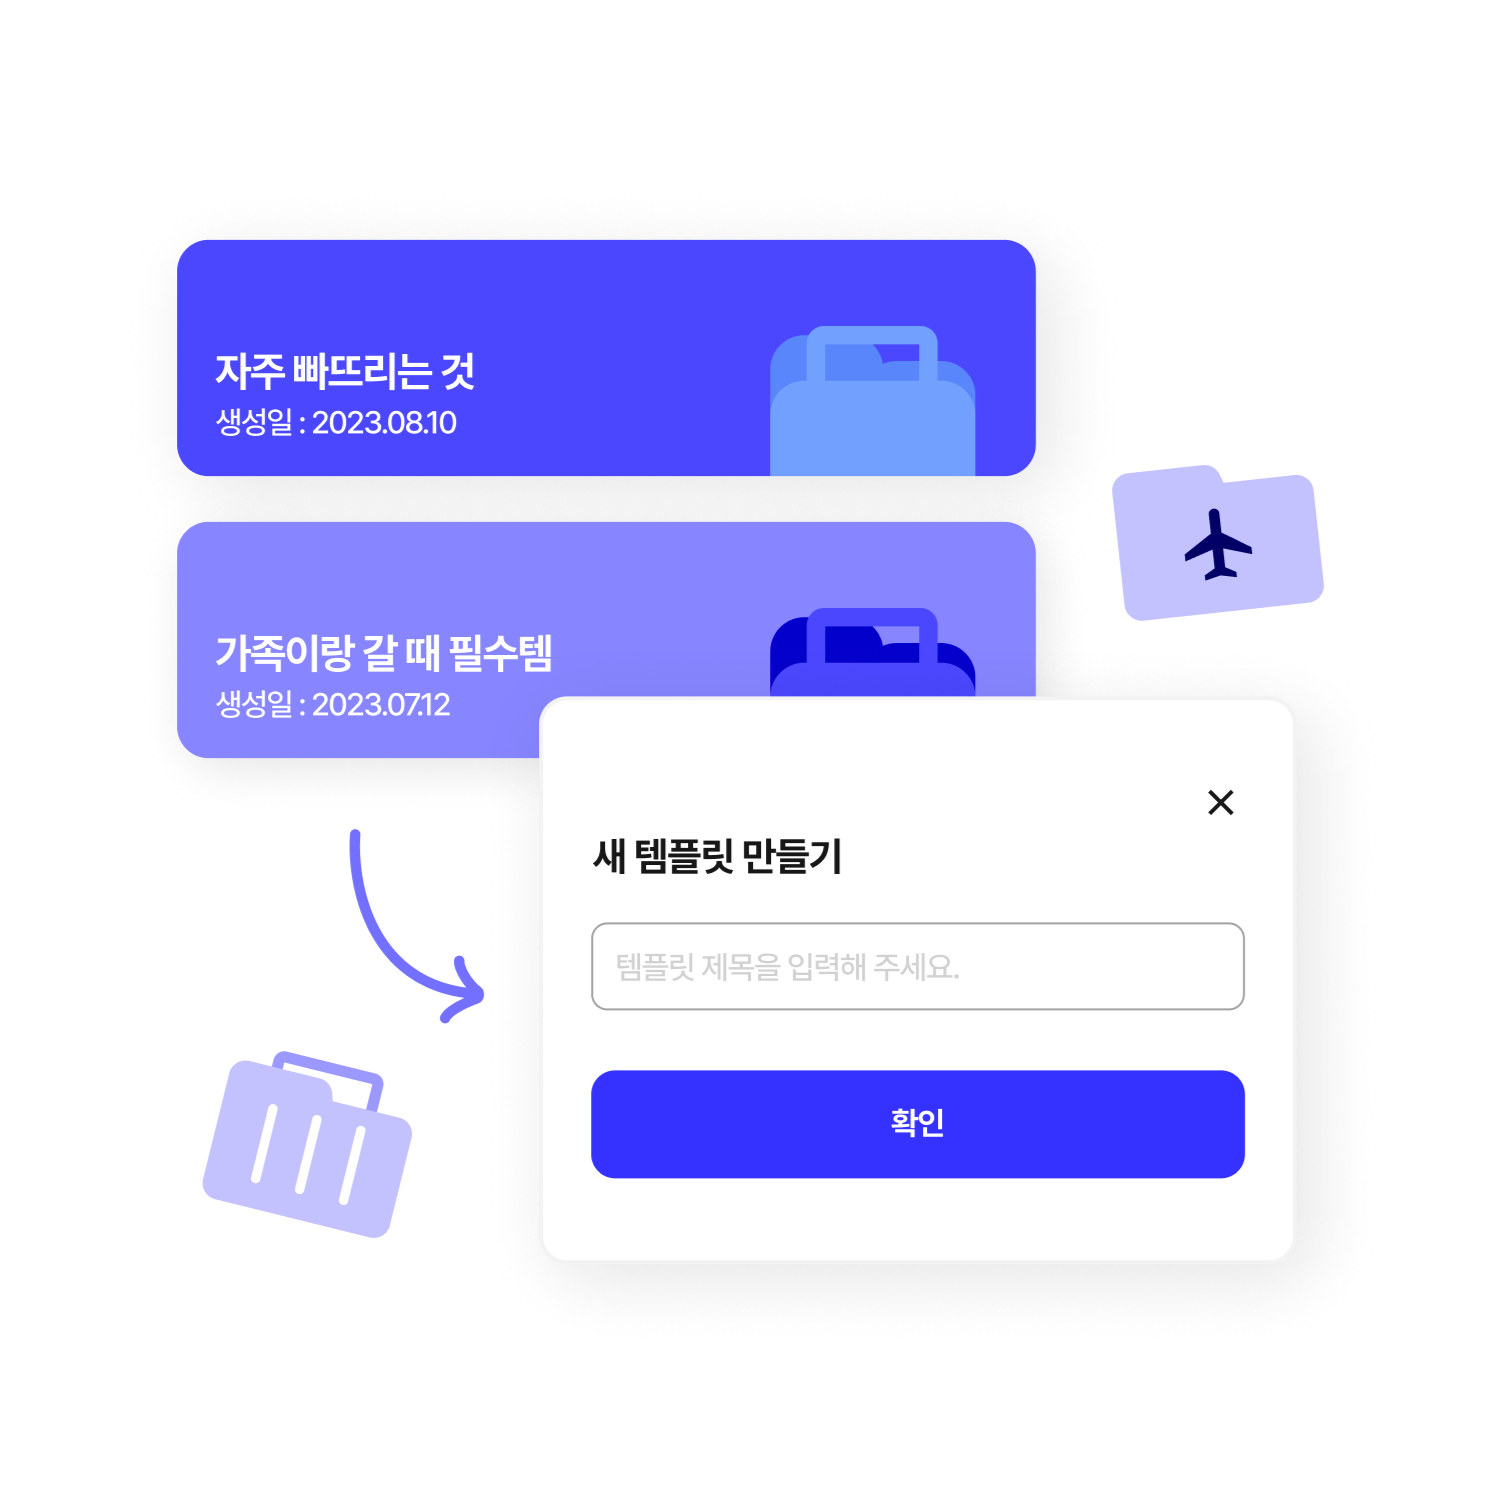 자주 빠뜨리는 것
생성일 : 2023.08.10
가족이랑 갈 때 필수템
생성일 : 2023.07.12
새 템플릿 만들기
템플릿 제목을 입력해 주세요.
확인